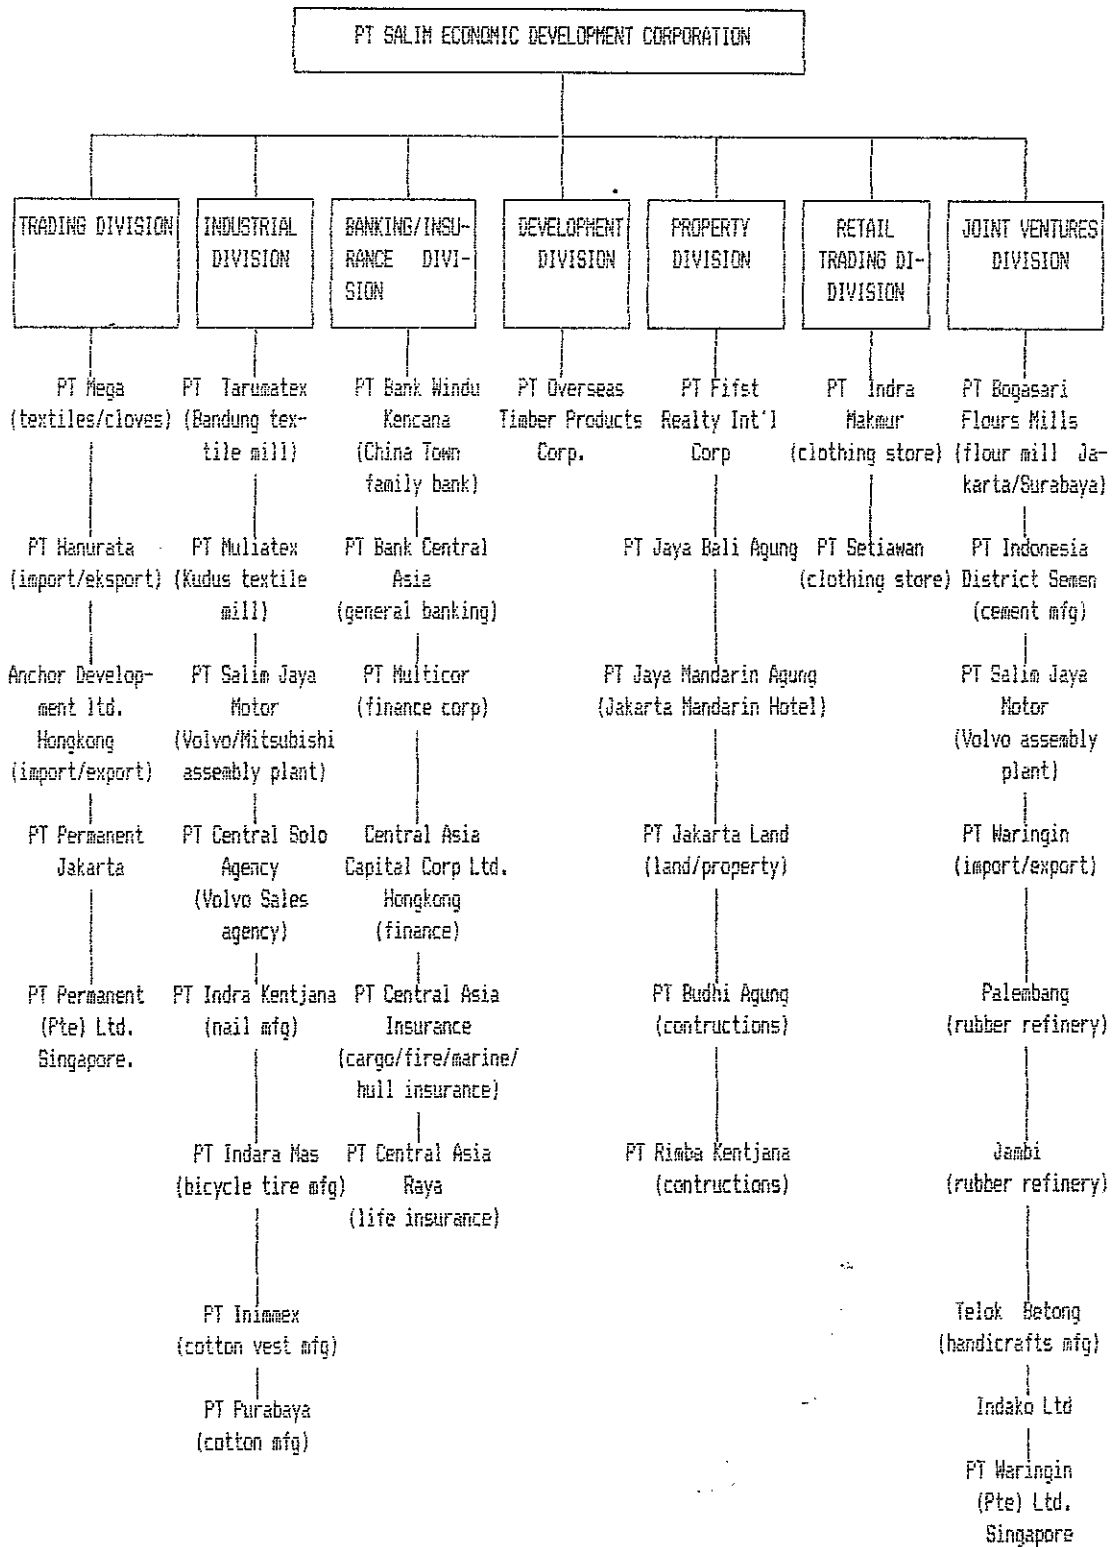 PT SALIM ECONOMIC DEVELOPMENT CORPORATION
TRADING DIVISION
INDUSTRIAL
DIVISION
BANKING/INSU-
RANCE DIVI-
SION
DEVELOPMENT
DIVISION
PROPERTY
DIVISION
RETAIL
TRADING DI-
DIVISION
JOINT VENTURES
DIVISION
PT Mega
(textiles/cloves)
PT Hanurata
(import/eksport)
Anchor Develop-
ment ltd.
Hongkong
(import/export)
PT Permanent
Jakarta
PT Permanent
(Pte) Ltd.
Singapore.
PT Tarumatex
(Bandung tex-
tile mill)
PT Muliatex
(Kudus textile
mill)
PT Salim Jaya
Motor
(Volvo/Mitsubishi
assembly plant)
PT Central Solo
Agency
(Volvo Sales
agency)
PT Indra Kentjana
(nail mfg)
PT Indara Mas
(bicycle tire mfg)
PT Inimmex
(cotton vest mfg)
PT Purabaya
(cotton mfg)
PT Bank Windu
Kencana
(China Town
family bank)
PT Bank Central
Asia
(general banking)
PT Multicor
(finance corp)
Central Asia
Capital Corp Ltd.
Hongkong
(finance)
PT Central Asia
Insurance
(cargo/fire/marine/
hull insurance)
PT Central Asia
Raya
(life insurance)
PT Overseas
Timber Products
Corp.
PT Fifst
Realty Int'l
Corp
PT Jaya Bali Agung
PT Jaya Mandarin Agung
(Jakarta Mandarin Hotel)
PT Jakarta Land
(land/property)
PT Budhi Agung
(contructions)
PT Rimba Kentjana
(contructions)
PT Indra
Makmur
(clothing store)
PT Setiawan
(clothing store)
PT Bogasari
Flours Mills
(flour mill Ja-
karta/Surabaya)
PT Indonesia
District Semen
(cement mfg)
PT Salim Jaya
Motor
(Volvo assembly
plant)
PT Waringin
(import/export)
Palembang
(rubber refinery)
Jambi
(rubber refinery)
Telok Betong
(handicrafts mfg)
Indako Ltd
PT Waringin
(Pte) Ltd.
Singapore